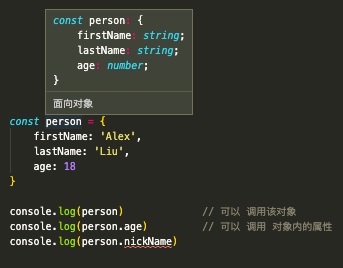 const person: {
    firstName: string;
    lastName: string;
    age: number;
}
面向对象
const person = {
    firstName: 'Alex',
    lastName: 'Liu',
    age: 18
}
console.log(person) // 可以 调用该对象
console.log(person.age) // 可以 调用 对象内的属性
console.log(person.nickName)